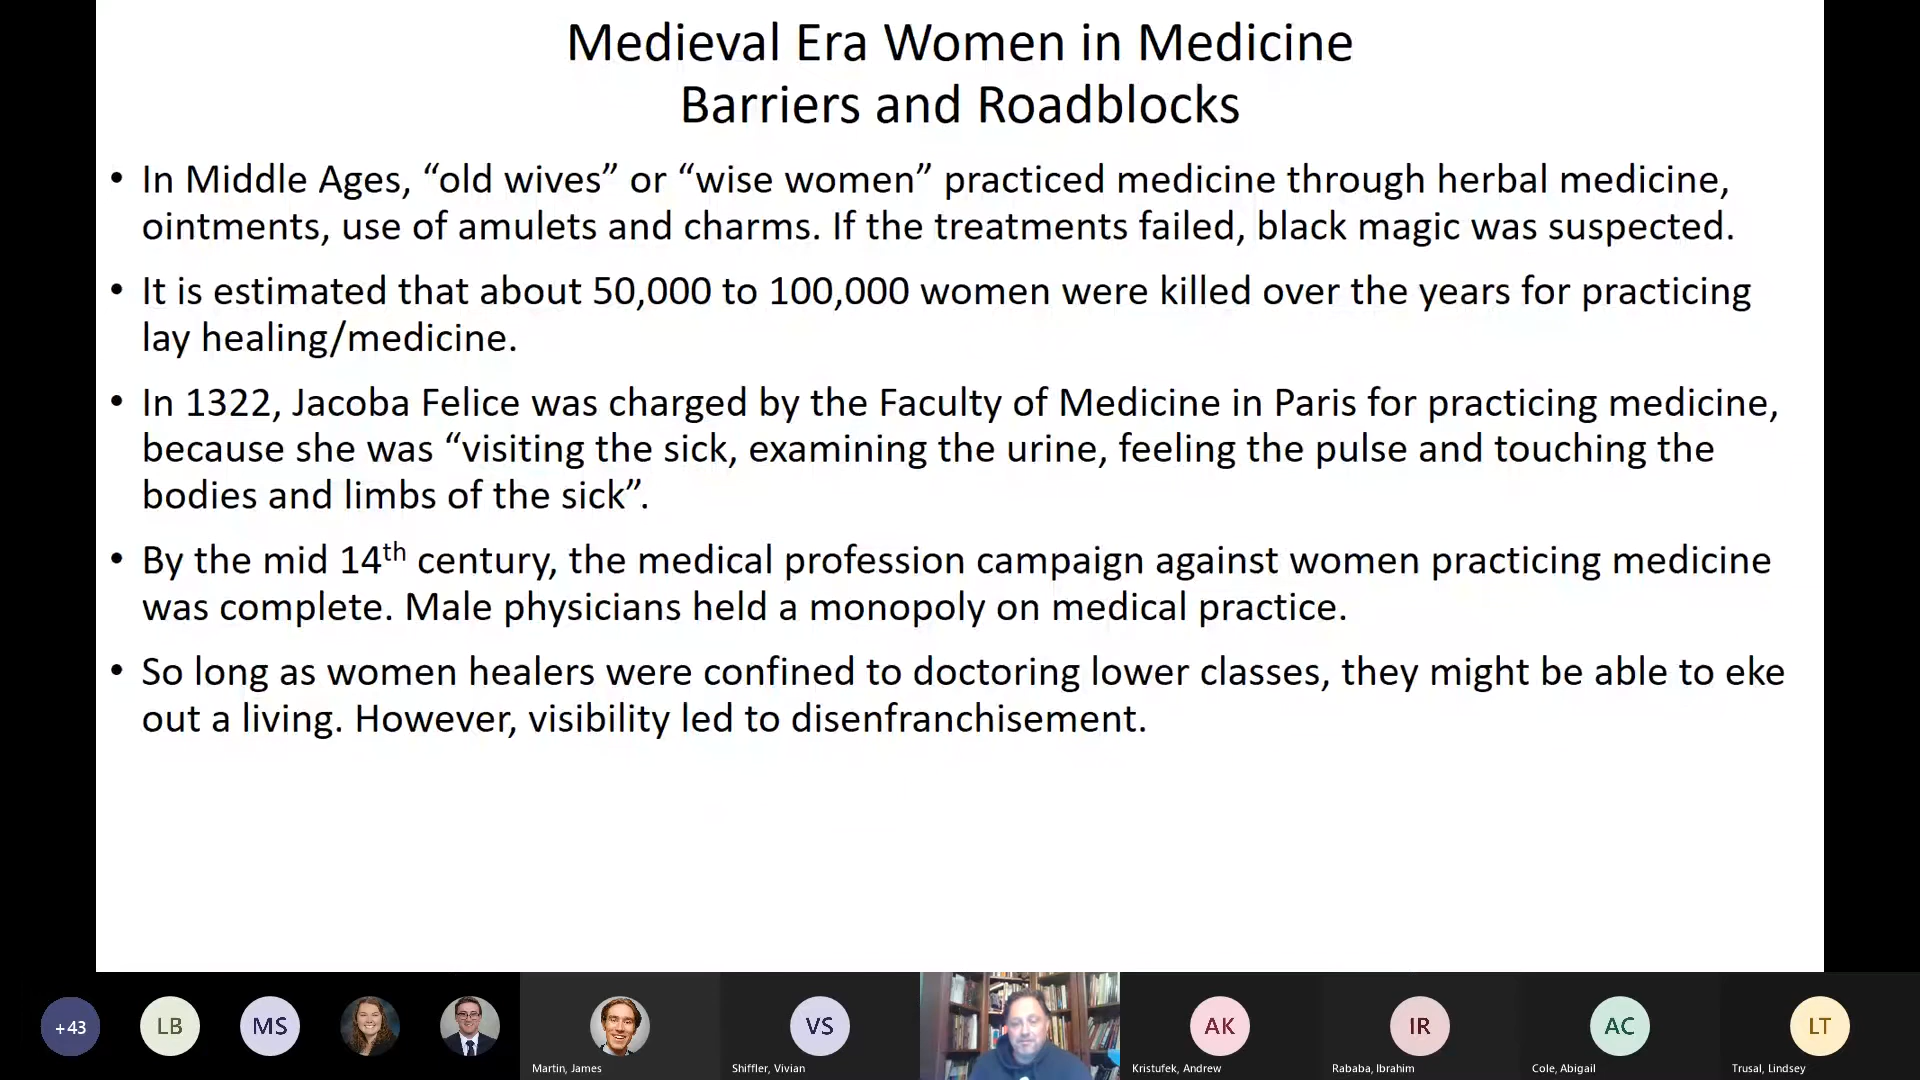 Medieval Era Women in Medicine
Barriers and Roadblocks
• In Middle Ages, “old wives” or “wise women” practiced medicine through herbal medicine,
ointments, use of amulets and charms. If the treatments failed, black magic was suspected.
• It is estimated that about 50,000 to 100,000 women were killed over the years for practicing
lay healing/medicine.
• In 1322, Jacoba Felice was charged by the Faculty of Medicine in Paris for practicing medicine,
because she was “visiting the sick, examining the urine, feeling the pulse and touching the
bodies and limbs of the sick”.
• By the mid 14th century, the medical profession campaign against women practicing medicine
was complete. Male physicians held a monopoly on medical practice.
• So long as women healers were confined to doctoring lower classes, they might be able to eke
out a living. However, visibility led to disenfranchisement.
+43
LB
MS
Martin, James
VS
Shiffler, Vivian
AK
Kristufek, Andrew
IR
Rababa, Ibrahim
AC
Cole, Abigail
LT
Trusal, Lindsey